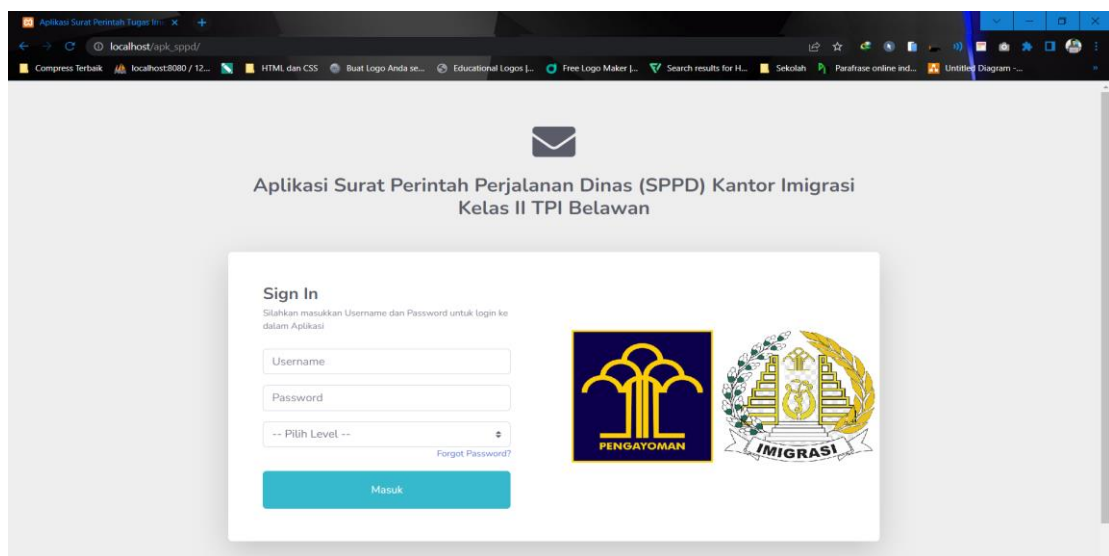 Aplikasi Surat Perintah Tugas Im
localhost/apk_sppd/
Compress Terbaik
localhost:8080 / 12...
HTML dan CSS
Buat Logo Anda se...
Educational Logos |...
Free Logo Maker |...
Search results for H...
Sekolah
Parafrase online ind...
Untitled Diagram -...
Aplikasi Surat Perintah Perjalanan Dinas (SPPD) Kantor Imigrasi
Kelas II TPI Belawan
Sign In
Silahkan masukkan Username dan Password untuk login ke
dalam Aplikasi
Username
Password
-- Pilih Level --
Forgot Password?
Masuk
PENGAYOMAN
IMIGRASI